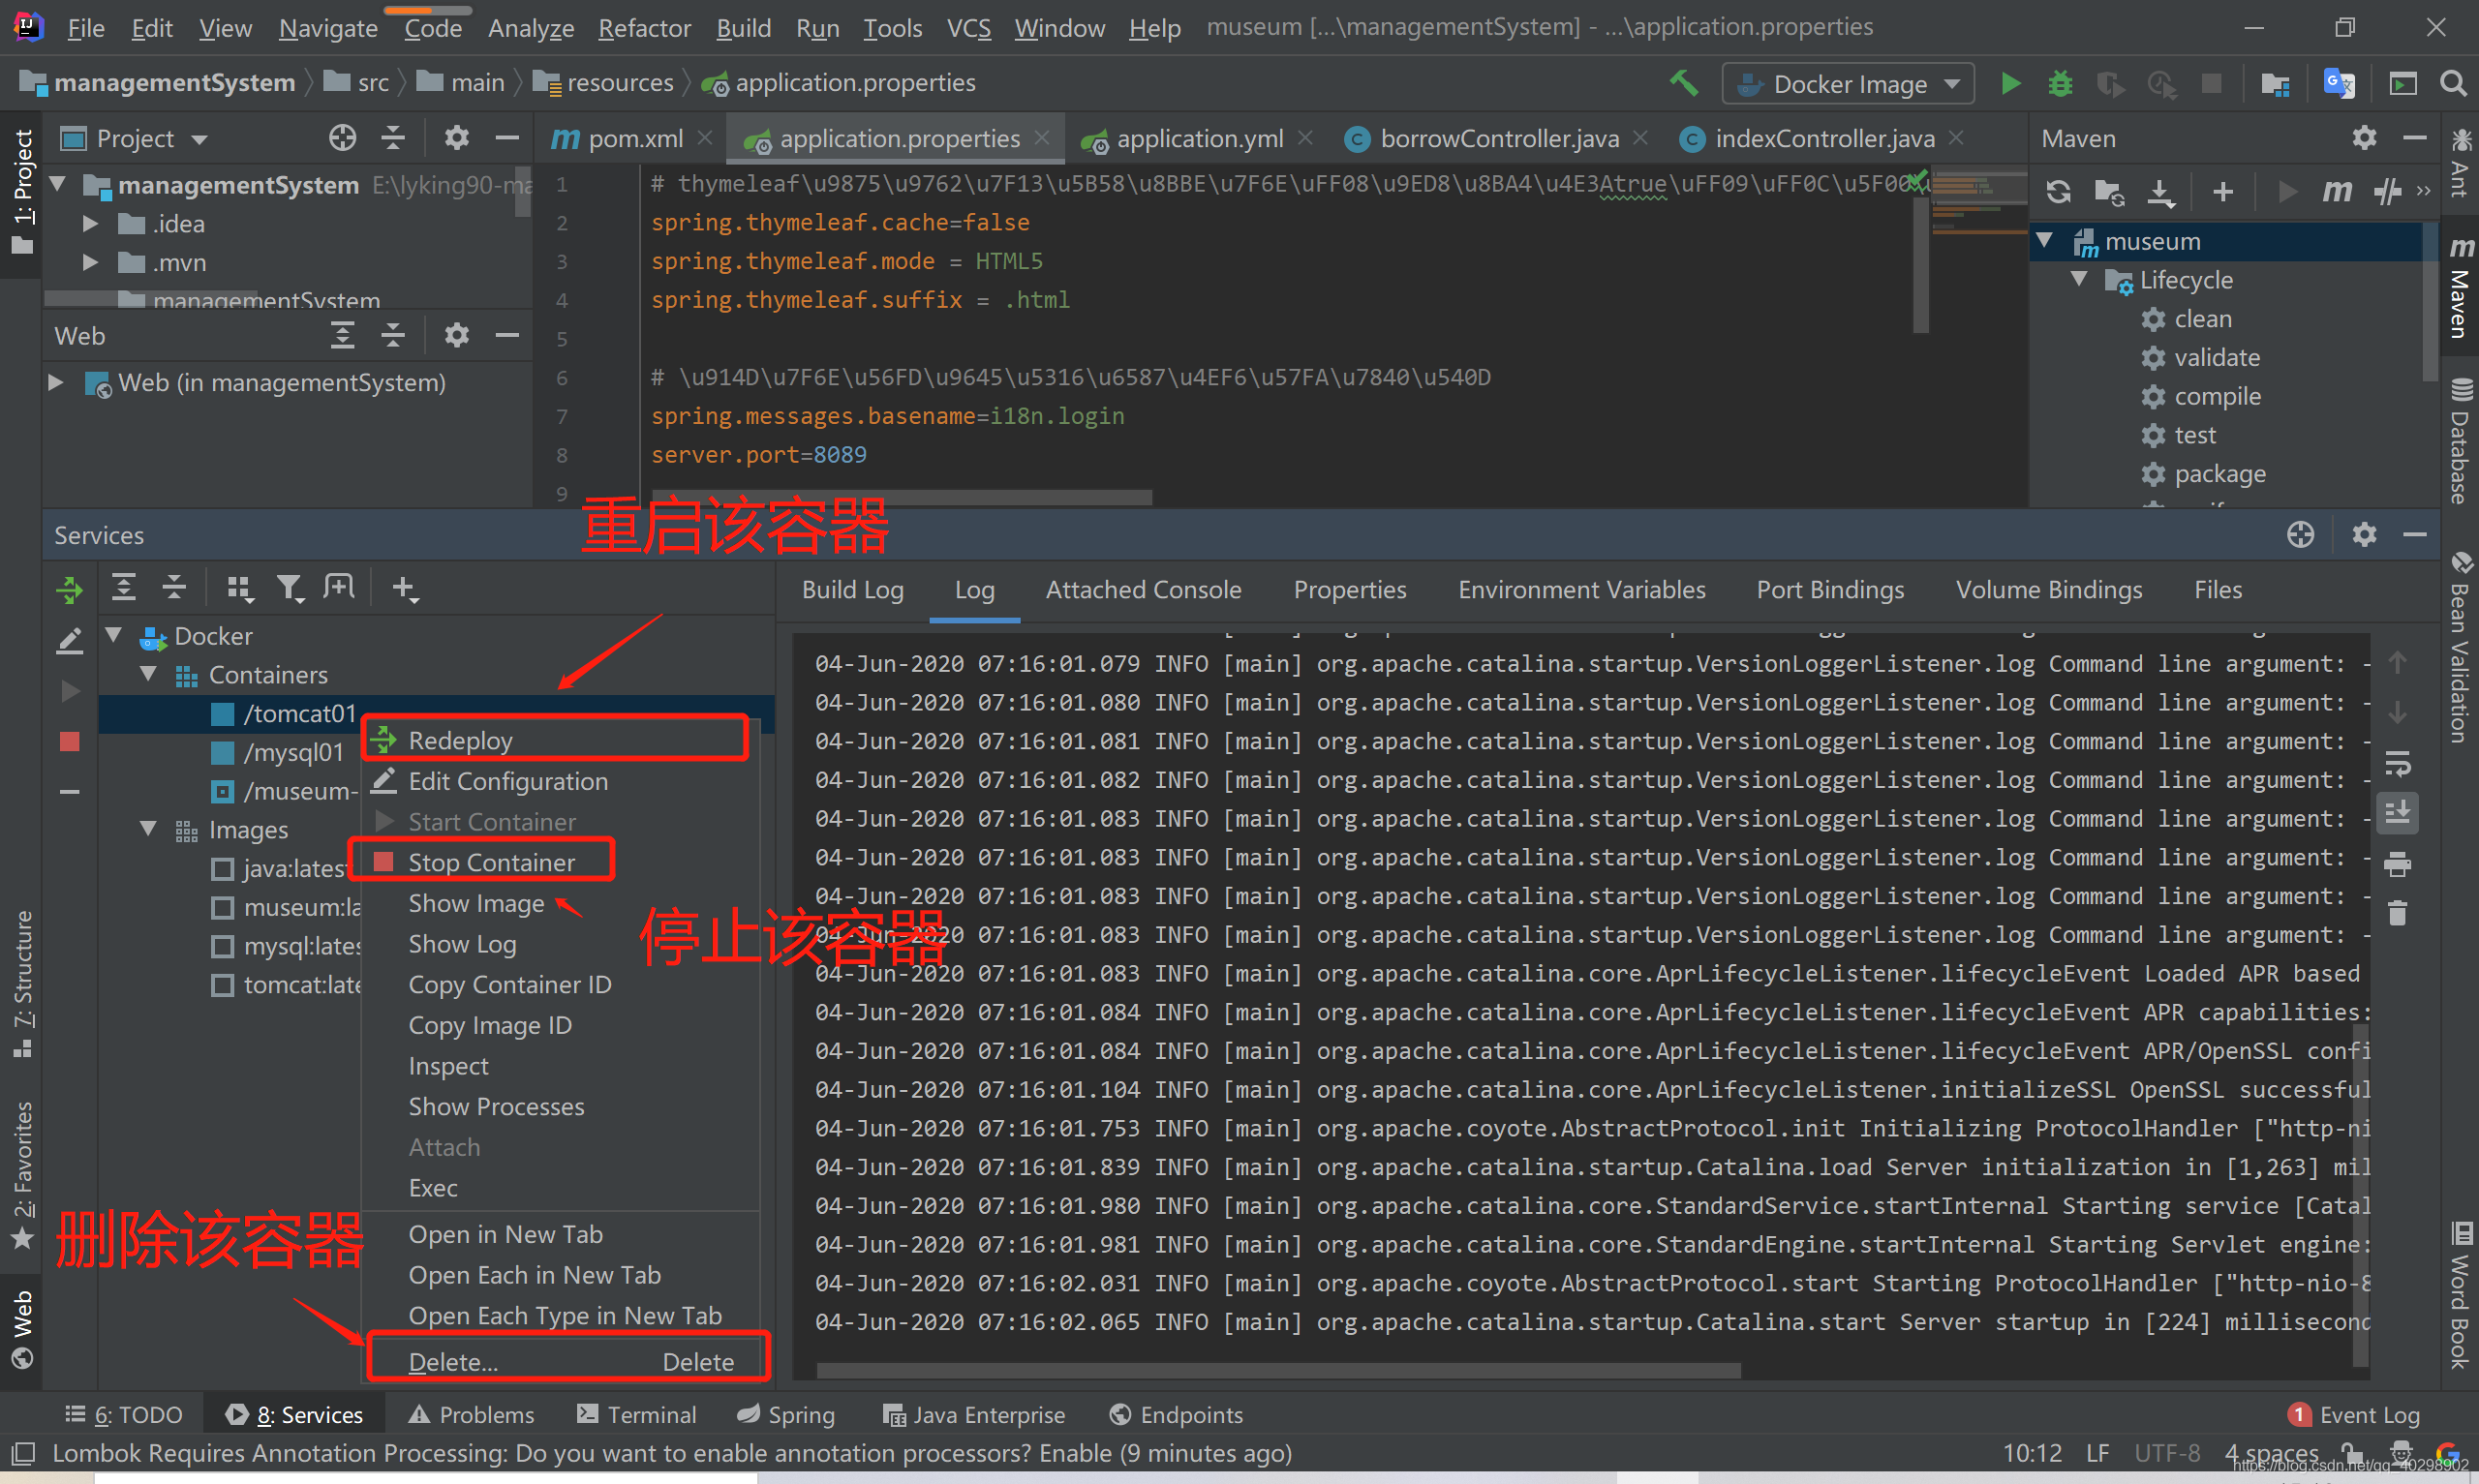 File Edit View Navigate Code Analyze Refactor Build Run Tools VCS Window Help museum [...\managementSystem] - ...\application.properties
managementSystem src main resources application.properties Docker Image
1: Project
Project
managementSystem E:\lyking90-ma
.idea
.mvn
managementSystem
Web
Web (in managementSystem)
pom.xml application.properties application.yml borrowController.java indexController.java
1 # thymeleaf\u9875\u9762\u7F13\u5B58\u8BBE\u7F6E\uFF08\u9ED8\u8BA4\u4E3Atrue\uFF09\uFF0C\u5F00\u
2 spring.thymeleaf.cache=false
3 spring.thymeleaf.mode = HTML5
4 spring.thymeleaf.suffix = .html
5
6 # \u914D\u7F6E\u56FD\u9645\u5316\u6587\u4EF6\u57FA\u7840\u540D
7 spring.messages.basename=i18n.login
8 server.port=8089
9
Maven
museum
Lifecycle
clean
validate
compile
test
package
Ant
Maven
Database
Bean Validation
Word Book
重启该容器
Services
Docker
Containers
/tomcat01
/mysql01
/museum-
Images
java:latest
museum:la
mysql:lates
tomcat:late
Redeploy
Edit Configuration
Start Container
Stop Container
Show Image
Show Log
Copy Container ID
Copy Image ID
Inspect
Show Processes
Attach
Exec
Open in New Tab
Open Each in New Tab
Open Each Type in New Tab
Delete... Delete
停止该容器
删除该容器
7: Structure
2: Favorites
Web
Build Log Log Attached Console Properties Environment Variables Port Bindings Volume Bindings Files
04-Jun-2020 07:16:01.079 INFO [main] org.apache.catalina.startup.VersionLoggerListener.log Command line argument: -
04-Jun-2020 07:16:01.080 INFO [main] org.apache.catalina.startup.VersionLoggerListener.log Command line argument: -
04-Jun-2020 07:16:01.081 INFO [main] org.apache.catalina.startup.VersionLoggerListener.log Command line argument: -
04-Jun-2020 07:16:01.082 INFO [main] org.apache.catalina.startup.VersionLoggerListener.log Command line argument: -
04-Jun-2020 07:16:01.083 INFO [main] org.apache.catalina.startup.VersionLoggerListener.log Command line argument: -
04-Jun-2020 07:16:01.083 INFO [main] org.apache.catalina.startup.VersionLoggerListener.log Command line argument: -
04-Jun-2020 07:16:01.083 INFO [main] org.apache.catalina.startup.VersionLoggerListener.log Command line argument: -
04-Jun-2020 07:16:01.083 INFO [main] org.apache.catalina.startup.VersionLoggerListener.log Command line argument: -
04-Jun-2020 07:16:01.083 INFO [main] org.apache.catalina.core.AprLifecycleListener.lifecycleEvent Loaded APR based
04-Jun-2020 07:16:01.084 INFO [main] org.apache.catalina.core.AprLifecycleListener.lifecycleEvent APR capabilities:
04-Jun-2020 07:16:01.084 INFO [main] org.apache.catalina.core.AprLifecycleListener.lifecycleEvent APR/OpenSSL confi
04-Jun-2020 07:16:01.104 INFO [main] org.apache.catalina.core.AprLifecycleListener.initializeSSL OpenSSL successful
04-Jun-2020 07:16:01.753 INFO [main] org.apache.coyote.AbstractProtocol.init Initializing ProtocolHandler ["http-ni
04-Jun-2020 07:16:01.839 INFO [main] org.apache.catalina.startup.Catalina.load Server initialization in [1,263] mil
04-Jun-2020 07:16:01.980 INFO [main] org.apache.catalina.core.StandardService.startInternal Starting service [Catal
04-Jun-2020 07:16:01.981 INFO [main] org.apache.catalina.core.StandardEngine.startInternal Starting Servlet engine:
04-Jun-2020 07:16:02.031 INFO [main] org.apache.coyote.AbstractProtocol.start Starting ProtocolHandler ["http-nio-8
04-Jun-2020 07:16:02.065 INFO [main] org.apache.catalina.startup.Catalina.start Server startup in [224] millisecond
6: TODO 8: Services Problems Terminal Spring Java Enterprise Endpoints 1 Event Log
Lombok Requires Annotation Processing: Do you want to enable annotation processors? Enable (9 minutes ago) 10:12 LF UTF-8 4 spaces
https://blog.csdn.net/qq_40298902